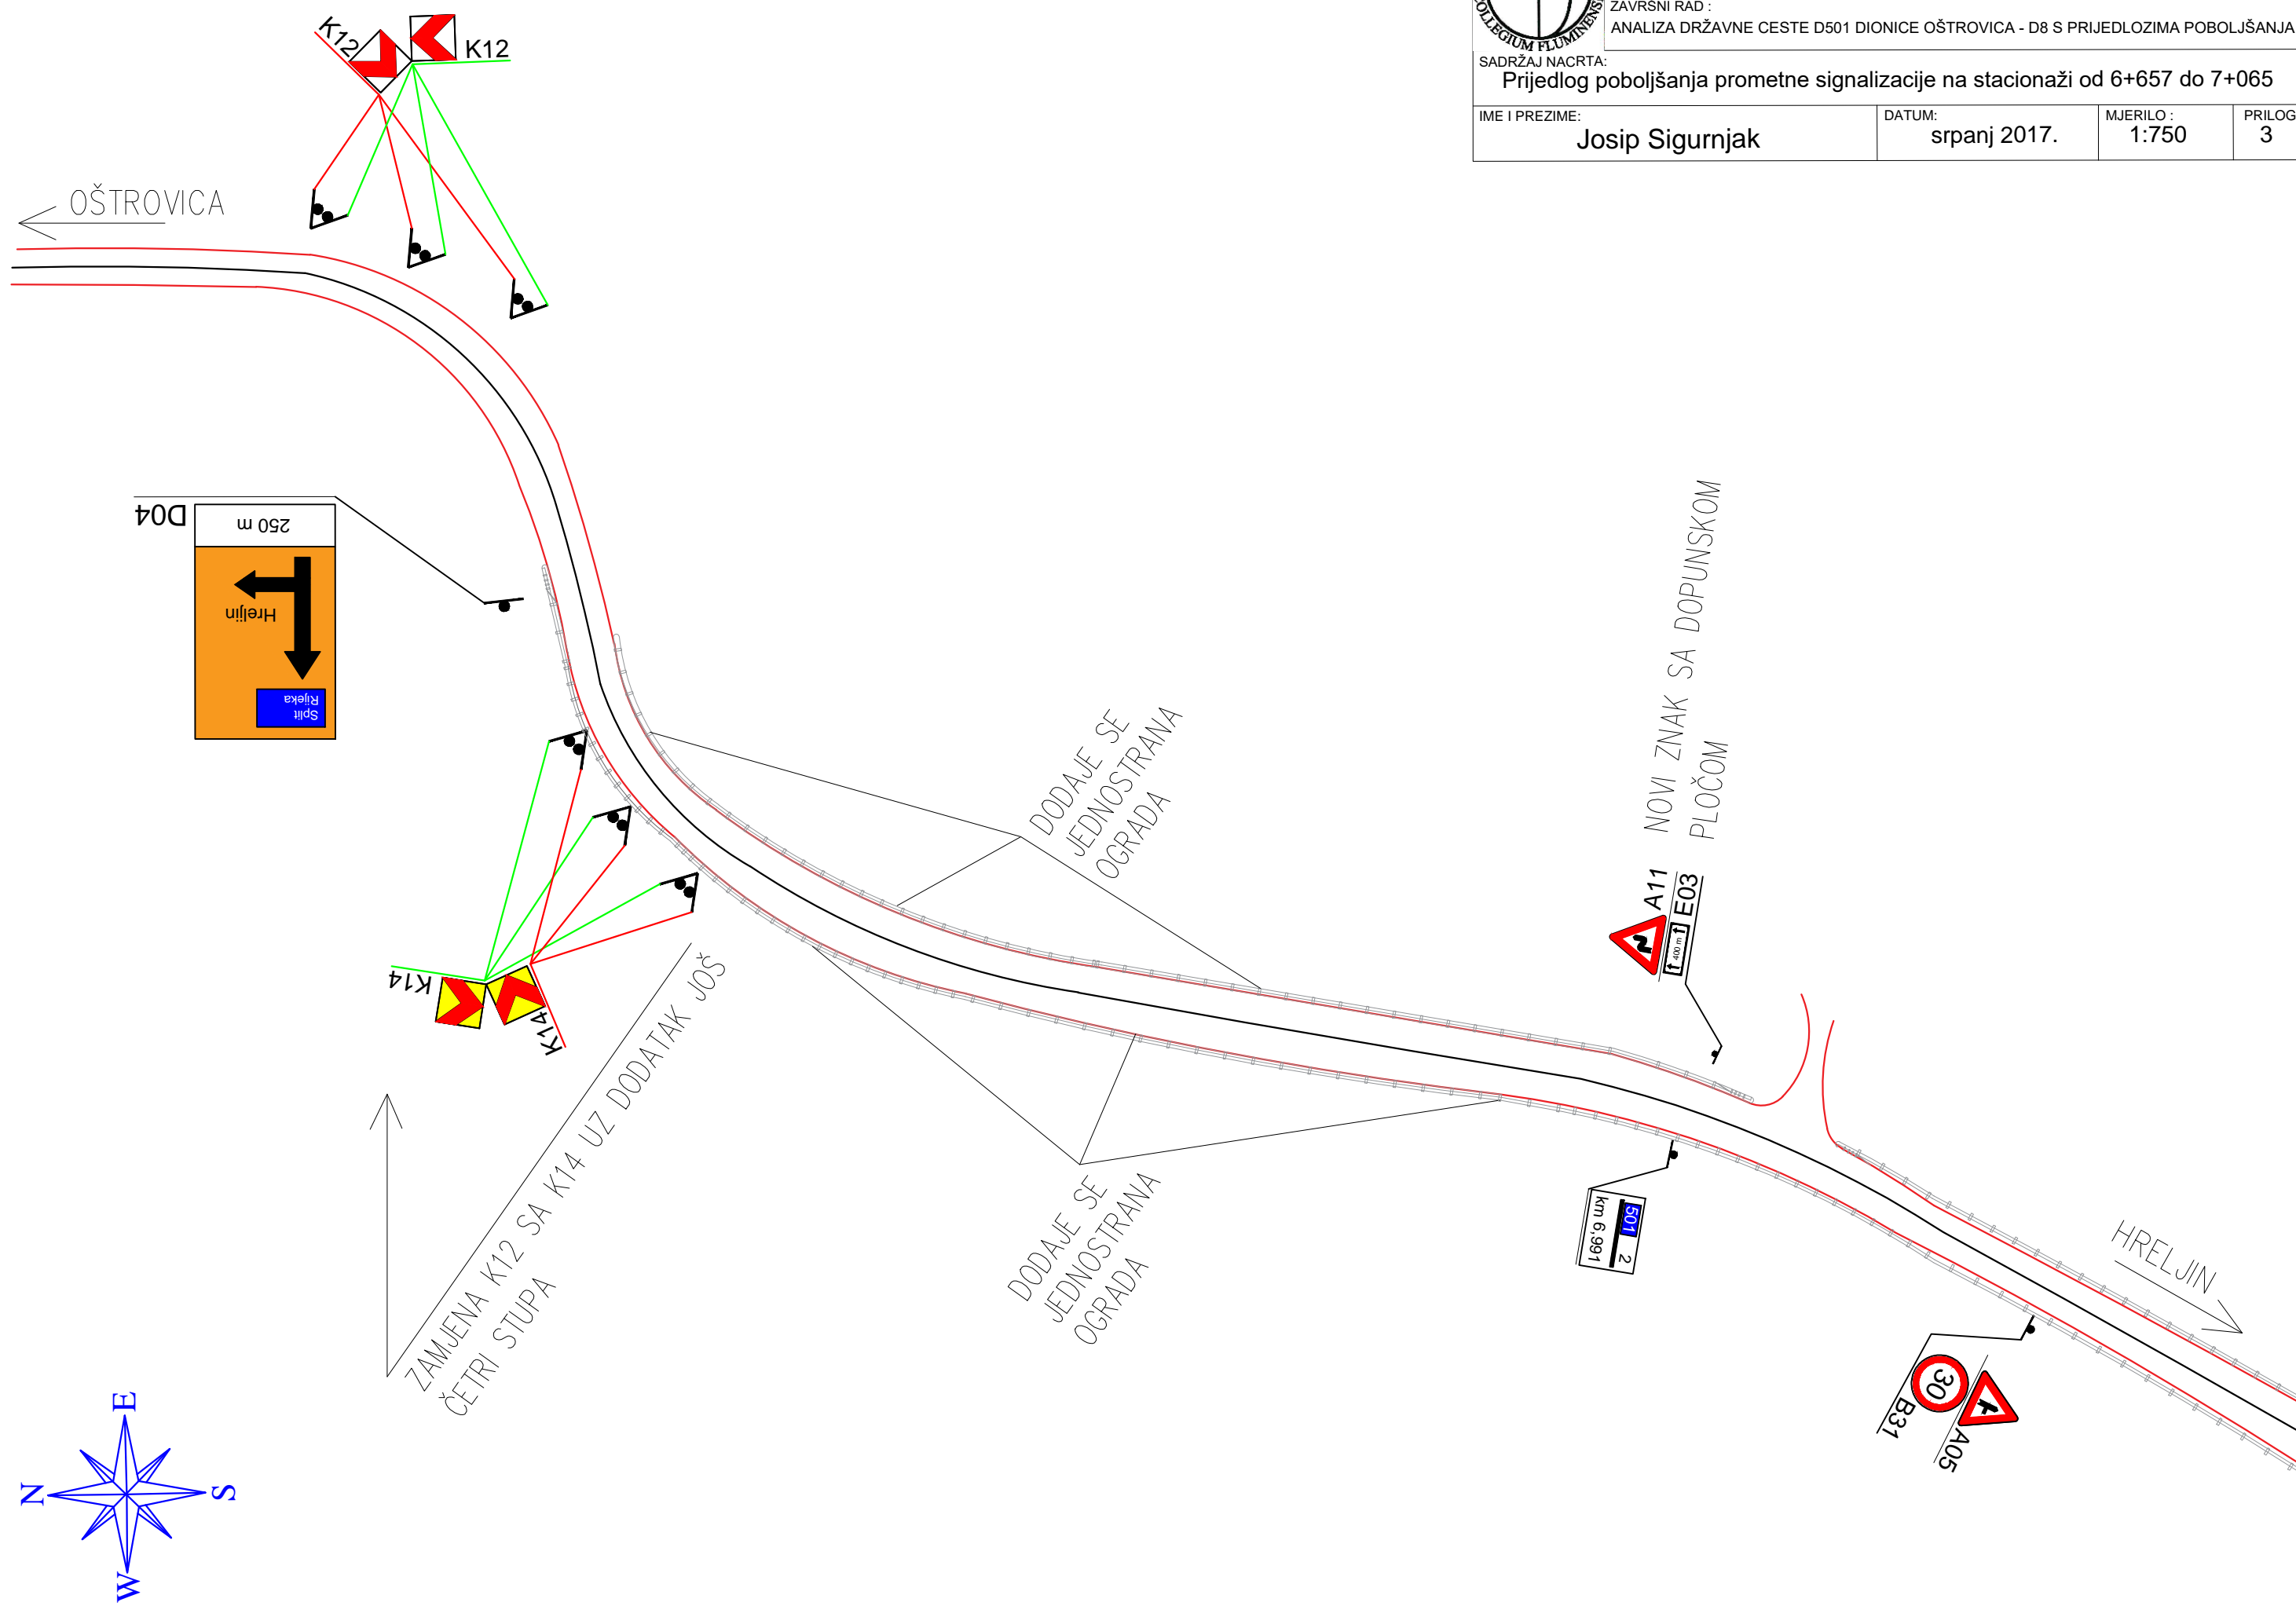 COLLEGIUM FLUMINENSE
ZAVRŠNI RAD :
ANALIZA DRŽAVNE CESTE D501 DIONICE OŠTROVICA - D8 S PRIJEDLOZIMA POBOLJŠANJA
SADRŽAJ NACRTA:
Prijedlog poboljšanja prometne signalizacije na stacionaži od 6+657 do 7+065
IME I PREZIME:
Josip Sigurnjak
DATUM:
srpanj 2017.
MJERILO :
1:750
PRILOG
3
K12
K12
OŠTROVICA
D04
250 m
Hreljin
Split
Rijeka
DODAJE SE
JEDNOSTRANA
OGRADA
NOVI ZNAK SA DOPUNSKOM
PLOČOM
A11
E03
400 m
K14
K14
ZAMJENA K12 SA K14 UZ DODATAK JOŠ
ČETRI STUPA
DODAJE SE
JEDNOSTRANA
OGRADA
501 2
km 6,991
HRELJIN
30
B31
A05
E
N
S
W